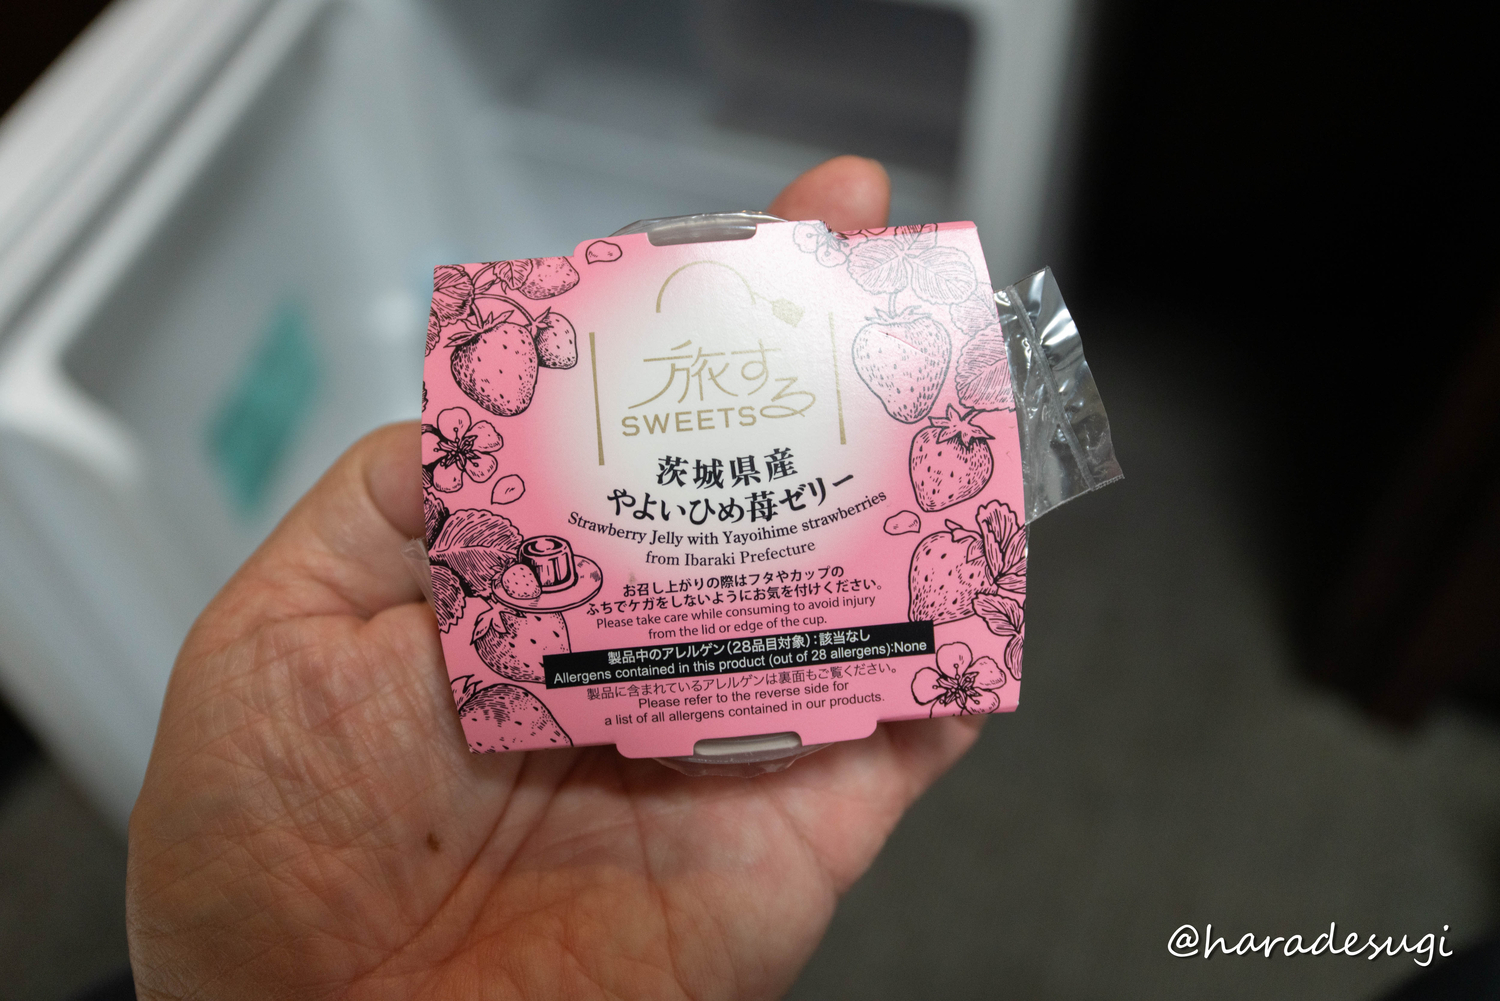 旅する
SWEETS
茨城県産
やよいひめ苺ゼリー
Strawberry Jelly with Yayoihime strawberries
from Ibaraki Prefecture
お召し上がりの際はフタやカップの
ふちでケガをしないようにお気を付けください。
Please take care while consuming to avoid injury
from the lid or edge of the cup.
製品中のアレルゲン(28品目対象):該当なし
Allergens contained in this product (out of 28 allergens):None
製品に含まれているアレルゲンは裏面もご覧ください。
Please refer to the reverse side for
a list of all allergens contained in our products.
@haradesugi